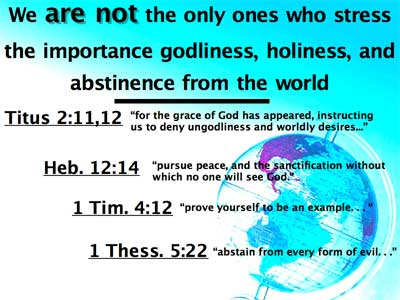 We are not the only ones who stress
the importance godliness, holiness, and
abstinence from the world
Titus 2:11,12 “for the grace of God has appeared, instructing
us to deny ungodliness and worldly desires...”
Heb. 12:14 “pursue peace, and the sanctification without
which no one will see God.”
1 Tim. 4:12 “prove yourself to be an example. . .”
1 Thess. 5:22 “abstain from every form of evil. . .”